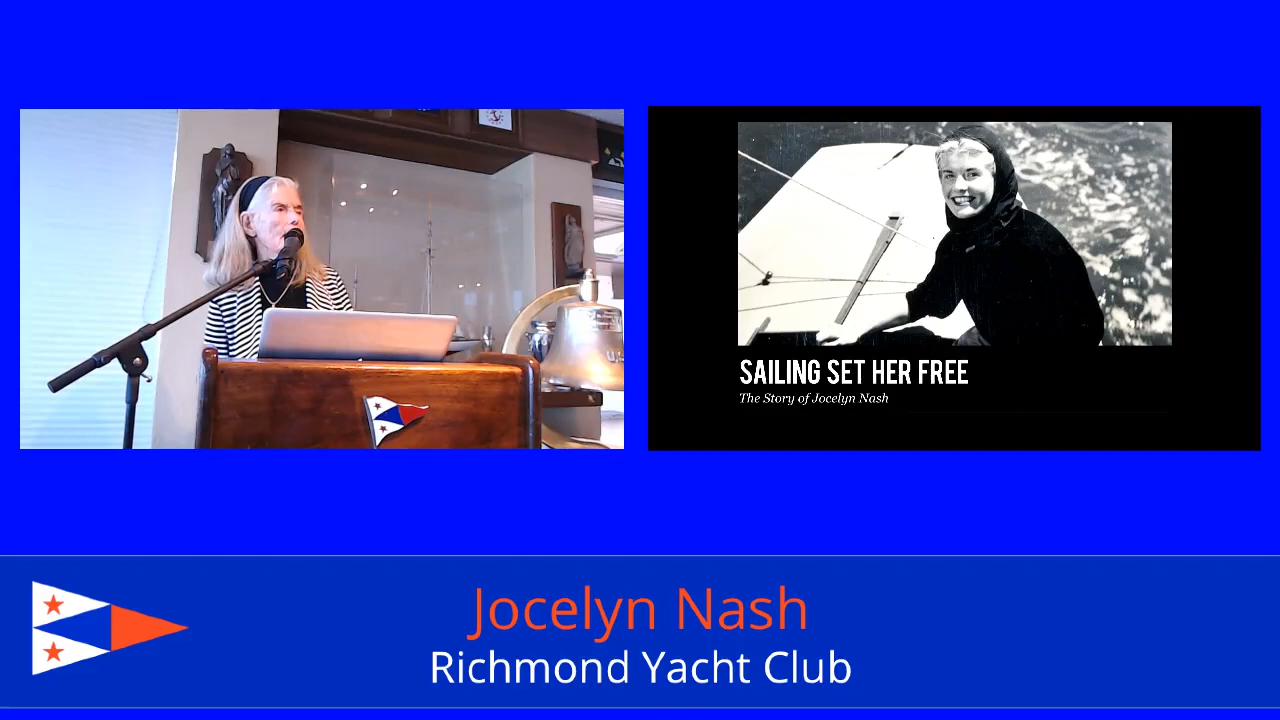 SAILING SET HER FREE
The Story of Jocelyn Nash
Jocelyn Nash
Richmond Yacht Club